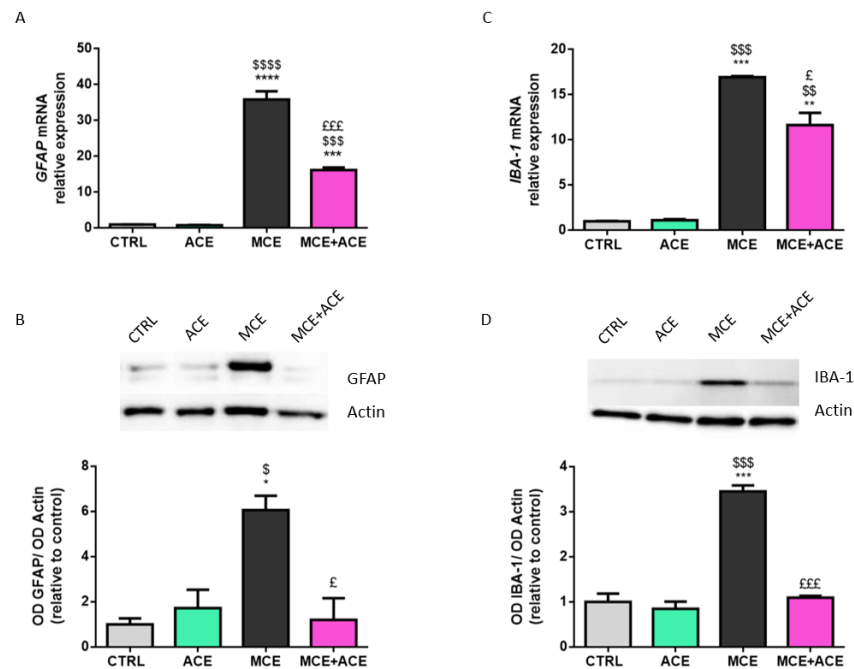 A
GFAP mRNA
relative expression
50
40
30
20
10
0
$$$$
****
£££
$$$
***
CTRL ACE MCE MCE+ACE
C
IBA-1 mRNA
relative expression
20
15
10
5
0
$$$
***
£
$$
**
CTRL ACE MCE MCE+ACE
B
CTRL ACE MCE MCE+ACE
GFAP
Actin
OD GFAP/ OD Actin
(relative to control)
8
6
4
2
0
$
*
£
CTRL ACE MCE MCE+ACE
D
CTRL ACE MCE MCE+ACE
IBA-1
Actin
OD IBA-1/ OD Actin
(relative to control)
4
3
2
1
0
$$$
***
£££
CTRL ACE MCE MCE+ACE